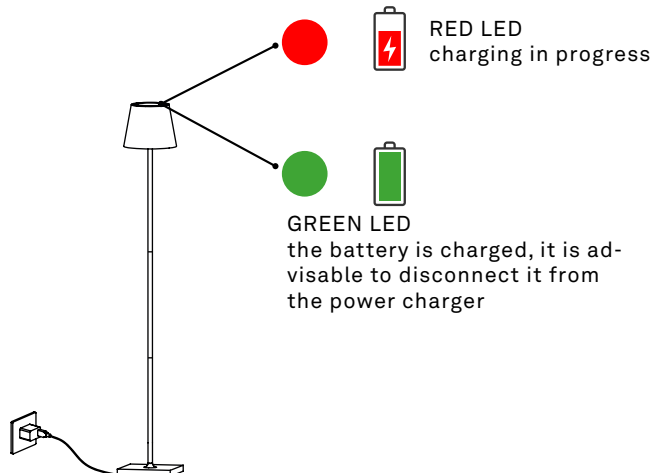 RED LED
charging in progress
GREEN LED
the battery is charged, it is ad-
visable to disconnect it from
the power charger